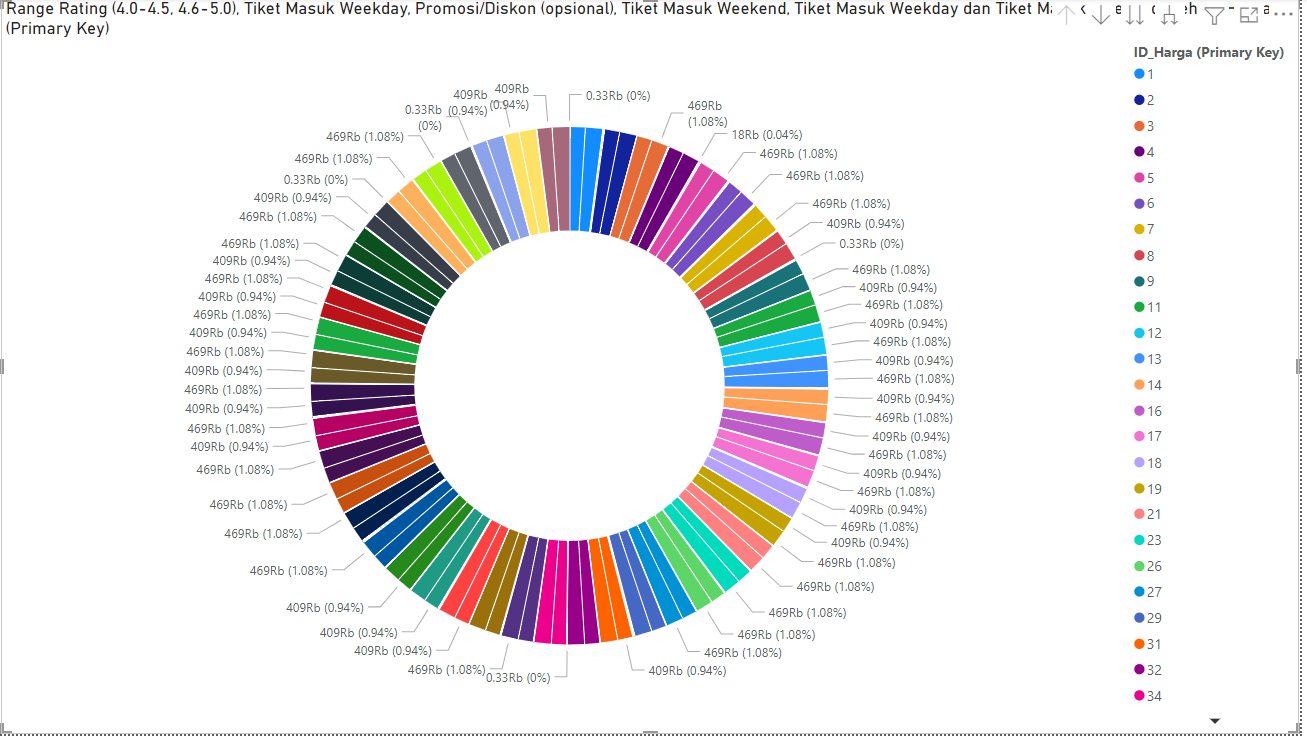 Range Rating (4.0-4.5, 4.6-5.0), Tiket Masuk Weekday, Promosi/Diskon (opsional), Tiket Masuk Weekend, Tiket Masuk Weekday dan Tiket
(Primary Key)
ID_Harga (Primary Key)
1
2
3
4
5
6
7
8
9
11
12
13
14
16
17
18
19
21
23
26
27
29
31
32
34
0.33Rb (0%)
469Rb
(1.08%)
18Rb (0.04%)
469Rb (1.08%)
469Rb (1.08%)
469Rb (1.08%)
409Rb (0.94%)
0.33Rb (0%)
469Rb (1.08%)
409Rb (0.94%)
469Rb (1.08%)
409Rb (0.94%)
469Rb (1.08%)
409Rb (0.94%)
469Rb (1.08%)
409Rb (0.94%)
469Rb (1.08%)
409Rb (0.94%)
469Rb (1.08%)
409Rb (0.94%)
469Rb (1.08%)
409Rb (0.94%)
469Rb (1.08%)
409Rb (0.94%)
469Rb (1.08%)
469Rb (1.08%)
469Rb (1.08%)
469Rb (1.08%)
469Rb (1.08%)
409Rb (0.94%)
0.33Rb (0%)
469Rb (1.08%)
409Rb (0.94%)
409Rb (0.94%)
409Rb (0.94%)
469Rb (1.08%)
469Rb (1.08%)
469Rb (1.08%)
469Rb (1.08%)
409Rb (0.94%)
469Rb (1.08%)
409Rb (0.94%)
469Rb (1.08%)
409Rb (0.94%)
469Rb (1.08%)
409Rb (0.94%)
469Rb (1.08%)
409Rb (0.94%)
469Rb (1.08%)
409Rb (0.94%)
469Rb (1.08%)
469Rb (1.08%)
409Rb (0.94%)
0.33Rb (0%)
469Rb (1.08%)
469Rb (1.08%)
0.33Rb
(0%)
409Rb
(0.94%)
409Rb
(0.94%)